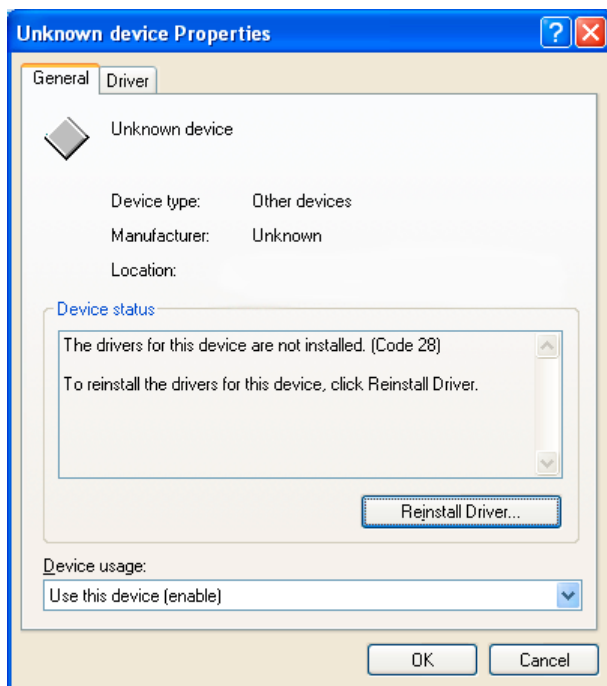 Unknown device Properties
General Driver
Unknown device
Device type: Other devices
Manufacturer: Unknown
Location:
Device status
The drivers for this device are not installed. (Code 28)
To reinstall the drivers for this device, click Reinstall Driver.
Reinstall Driver...
Device usage:
Use this device (enable)
OK Cancel